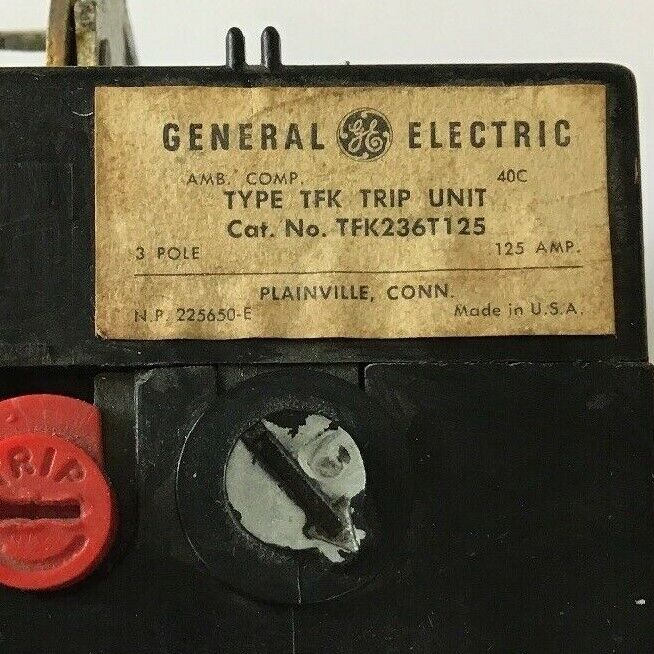 GENERAL GE ELECTRIC
AMB. COMP. 40C
TYPE TFK TRIP UNIT
Cat. No. TFK236T125
3 POLE 125 AMP.
PLAINVILLE, CONN.
N.P. 225650-E Made in U.S.A.
TRIP